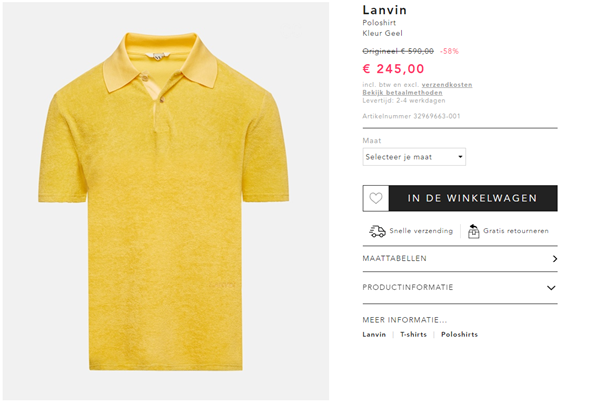 Lanvin
Poloshirt
Kleur Geel
Origineel € 590,00 -58%
€ 245,00
incl. btw en excl. verzendkosten
Bekijk betaalmethoden
Levertijd: 2-4 werkdagen
Artikelnummer 32969663-001
Maat
Selecteer je maat
IN DE WINKELWAGEN
Snelle verzending
Gratis retourneren
MAATTABELLEN
PRODUCTINFORMATIE
MEER INFORMATIE...
Lanvin T-shirts Poloshirts